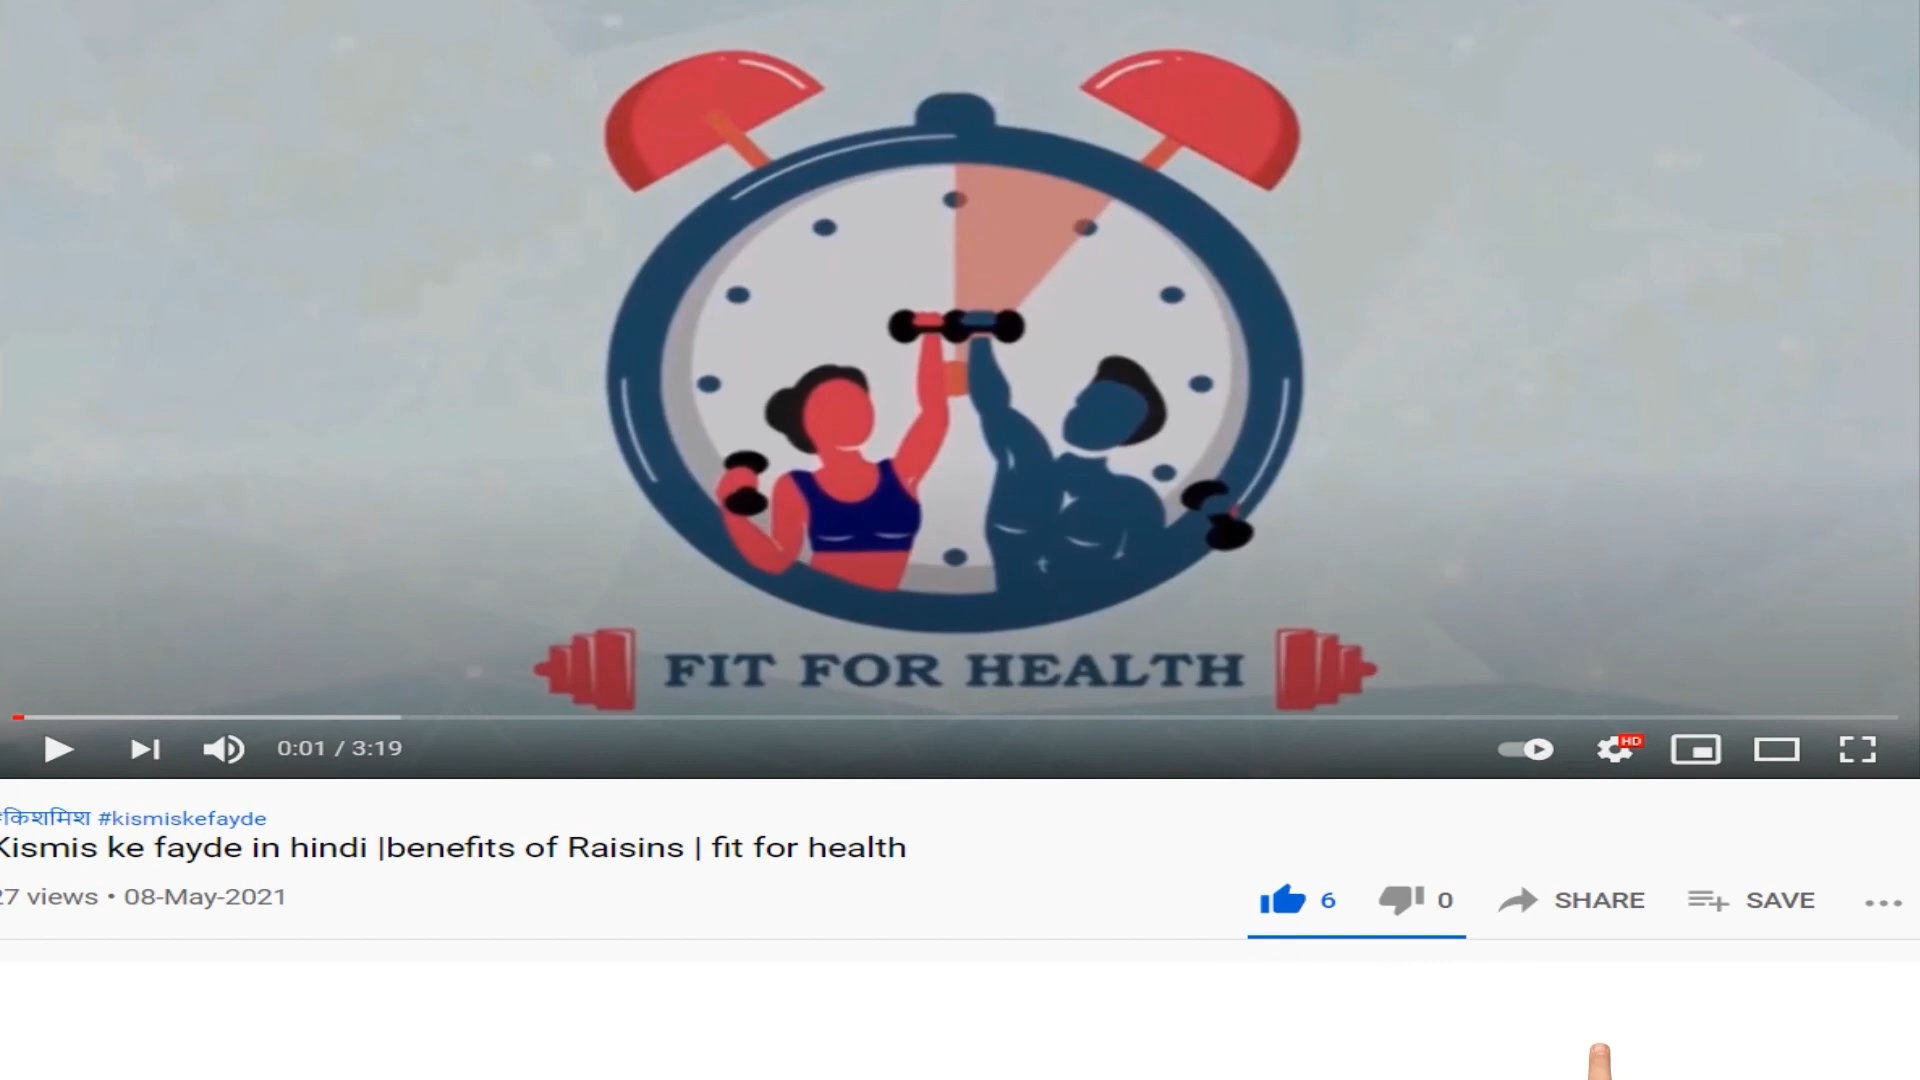 FIT FOR HEALTH
0:01 / 3:19
HD
#किशमिश #kismiskefayde
Kismis ke fayde in hindi |benefits of Raisins | fit for health
27 views • 08-May-2021
6 0 SHARE SAVE